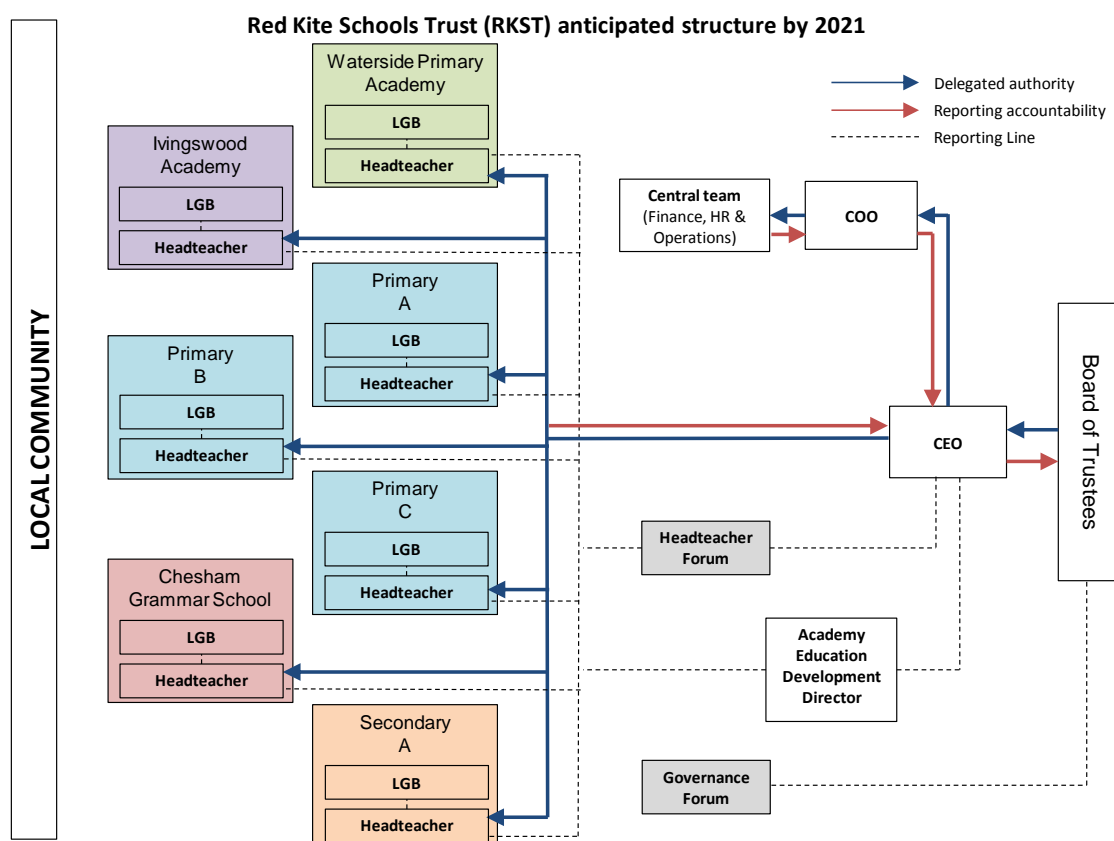 Red Kite Schools Trust (RKST) anticipated structure by 2021
LOCAL COMMUNITY
Waterside Primary
Academy
LGB
Headteacher
Ivingswood
Academy
LGB
Headteacher
Primary
A
LGB
Headteacher
Primary
B
LGB
Headteacher
Primary
C
LGB
Headteacher
Chesham
Grammar School
LGB
Headteacher
Secondary
A
LGB
Headteacher
Delegated authority
Reporting accountability
Reporting Line
Central team
(Finance, HR &
Operations)
COO
CEO
Board of Trustees
Headteacher
Forum
Academy
Education
Development
Director
Governance
Forum